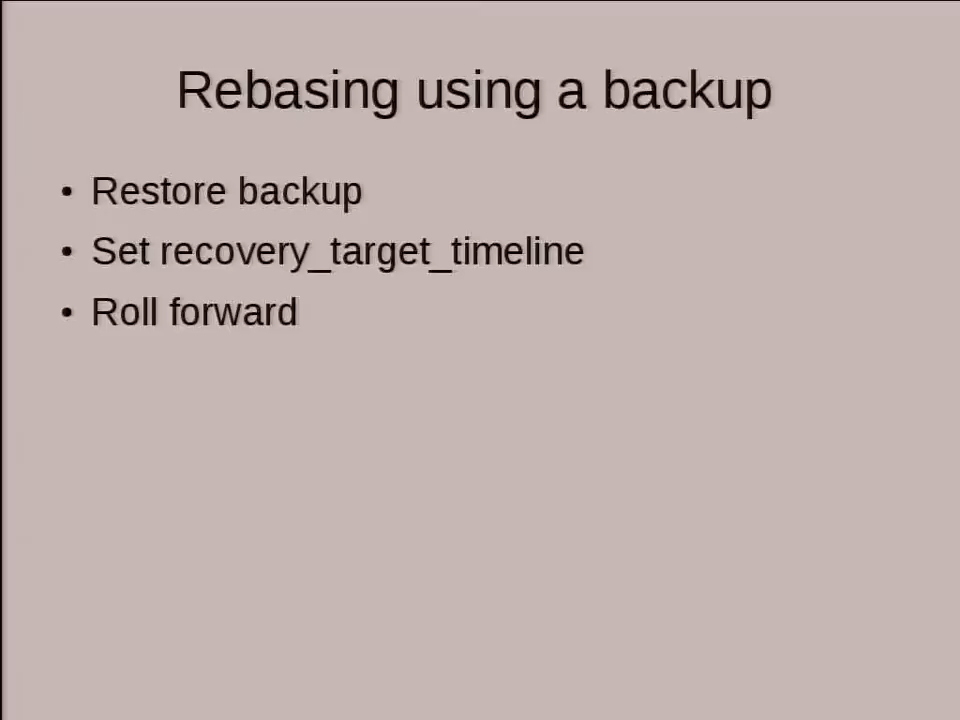 Rebasing using a backup
• Restore backup
• Set recovery_target_timeline
• Roll forward